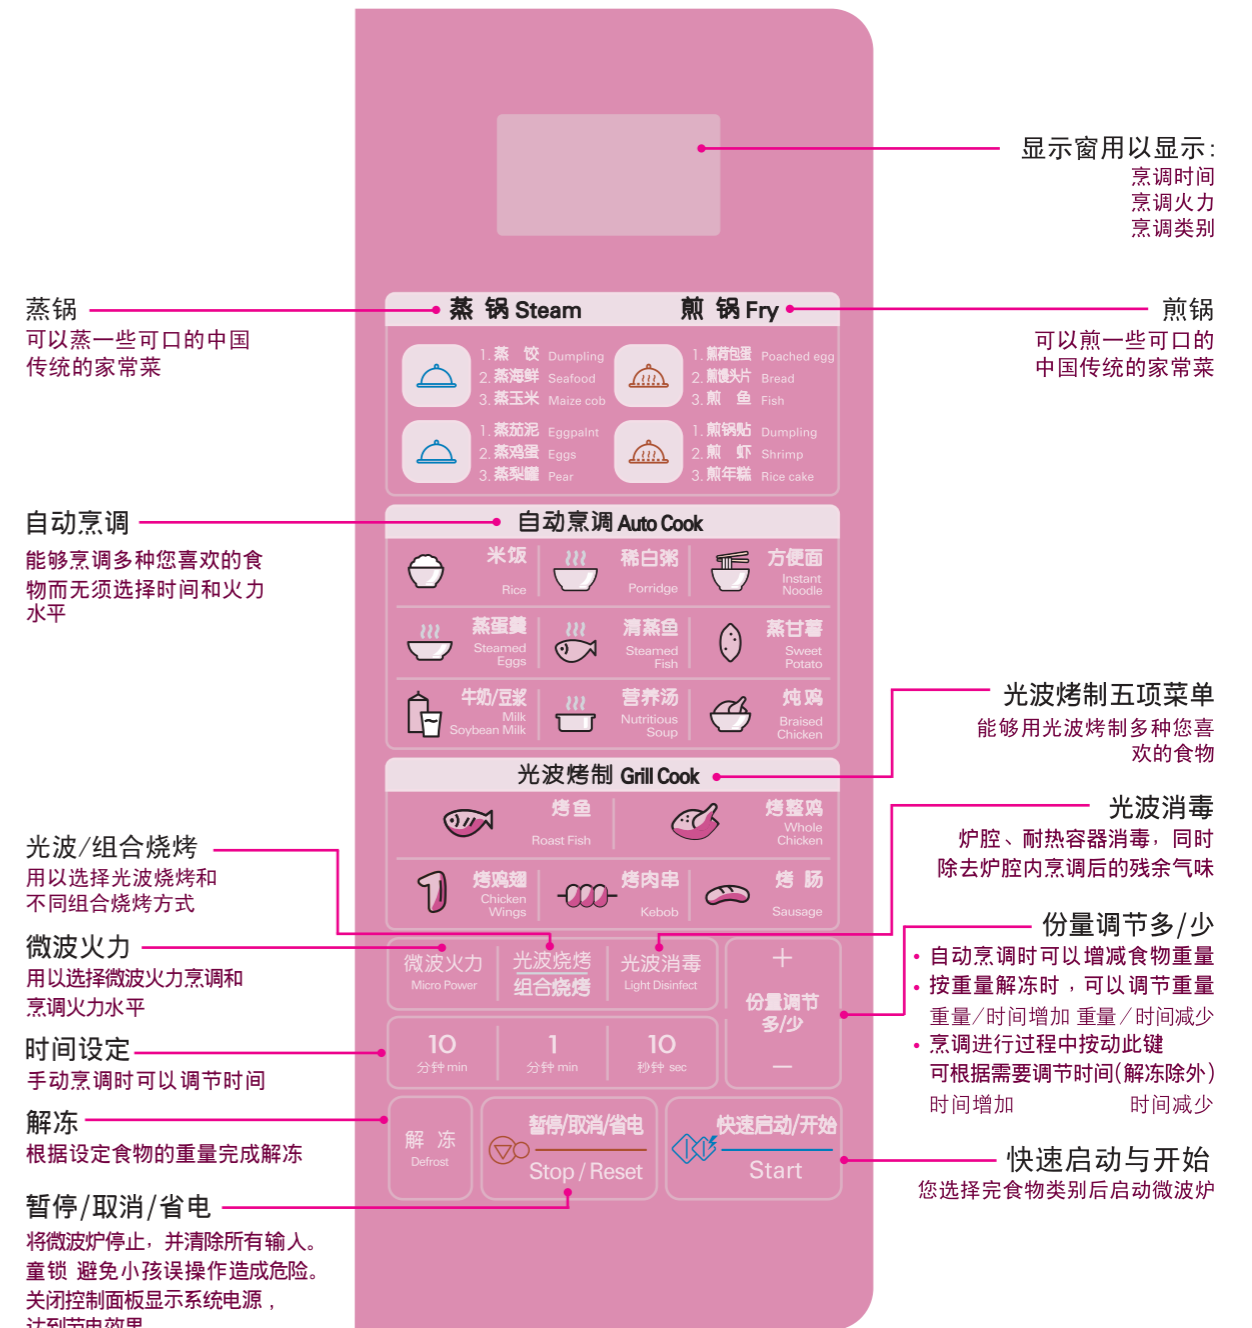 显示窗用以显示:
烹调时间
烹调火力
烹调类别
蒸锅
可以蒸一些可口的中国
传统的家常菜
蒸 锅 Steam
煎 锅 Fry
煎锅
可以煎一些可口的
中国传统的家常菜
1. 蒸 饺 Dumpling
2. 蒸海鲜 Seafood
3. 蒸玉米 Maize cob
1. 煎荷包蛋 Poached egg
2. 煎馒头片 Bread
3. 煎 鱼 Fish
1. 蒸茄泥 Eggpalnt
2. 蒸鸡蛋 Eggs
3. 蒸梨罐 Pear
1. 煎锅贴 Dumpling
2. 煎 虾 Shrimp
3. 煎年糕 Rice cake
自动烹调
能够烹调多种您喜欢的食
物而无须选择时间和火力
水平
自动烹调 Auto Cook
米饭
Rice
稀白粥
Porridge
方便面
Instant
Noodle
蒸蛋羹
Steamed
Eggs
清蒸鱼
Steamed
Fish
蒸甘薯
Sweet
Potato
牛奶/豆浆
Milk
Soybean Milk
营养汤
Nutritious
Soup
炖鸡
Braised
Chicken
光波烤制五项菜单
能够用光波烤制多种您喜
欢的食物
光波烤制 Grill Cook
烤鱼
Roast Fish
烤整鸡
Whole
Chicken
烤鸡翅
Chicken
Wings
烤肉串
Kebob
烤 肠
Sausage
光波消毒
炉腔、耐热容器消毒，同时
除去炉腔内烹调后的残余气味
光波/组合烧烤
用以选择光波烧烤和
不同组合烧烤方式
微波火力
用以选择微波火力烹调和
烹调火力水平
微波火力
Micro Power
光波烧烤
组合烧烤
光波消毒
Light Disinfect
+
份量调节
多/少
—
份量调节多/少
• 自动烹调时可以增减食物重量
• 按重量解冻时，可以调节重量
重量/时间增加 重量/时间减少
• 烹调进行过程中按动此键
可根据需要调节时间(解冻除外)
时间增加 时间减少
时间设定
手动烹调时可以调节时间
10
分钟 min
1
分钟 min
10
秒钟 sec
解冻
根据设定食物的重量完成解冻
解 冻
Defrost
暂停/取消/省电
Stop / Reset
快速启动/开始
Start
快速启动与开始
您选择完食物类别后启动微波炉
暂停/取消/省电
将微波炉停止，并清除所有输入。
童锁 避免小孩误操作造成危险。
关闭控制面板显示系统电源，
达到节电效果